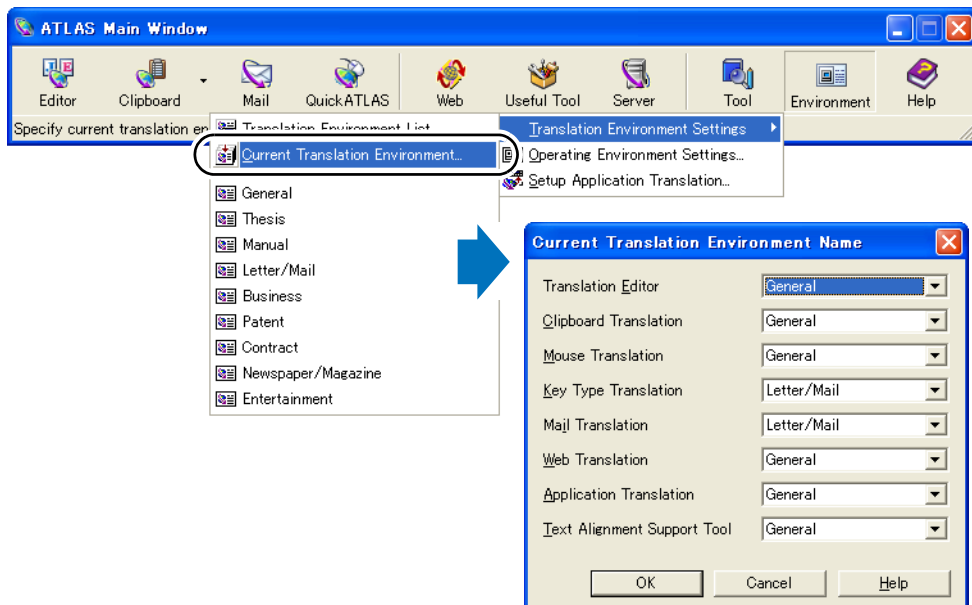 ATLAS Main Window
Editor Clipboard Mail QuickATLAS Web Useful Tool Server Tool Environment Help
Specify current translation en
Translation Environment List
Translation Environment Settings
Current Translation Environment...
Operating Environment Settings...
Setup Application Translation...
General
Thesis
Manual
Letter/Mail
Business
Patent
Contract
Newspaper/Magazine
Entertainment
Current Translation Environment Name
Translation Editor General
Clipboard Translation General
Mouse Translation General
Key Type Translation Letter/Mail
Mail Translation Letter/Mail
Web Translation General
Application Translation General
Text Alignment Support Tool General
OK Cancel Help